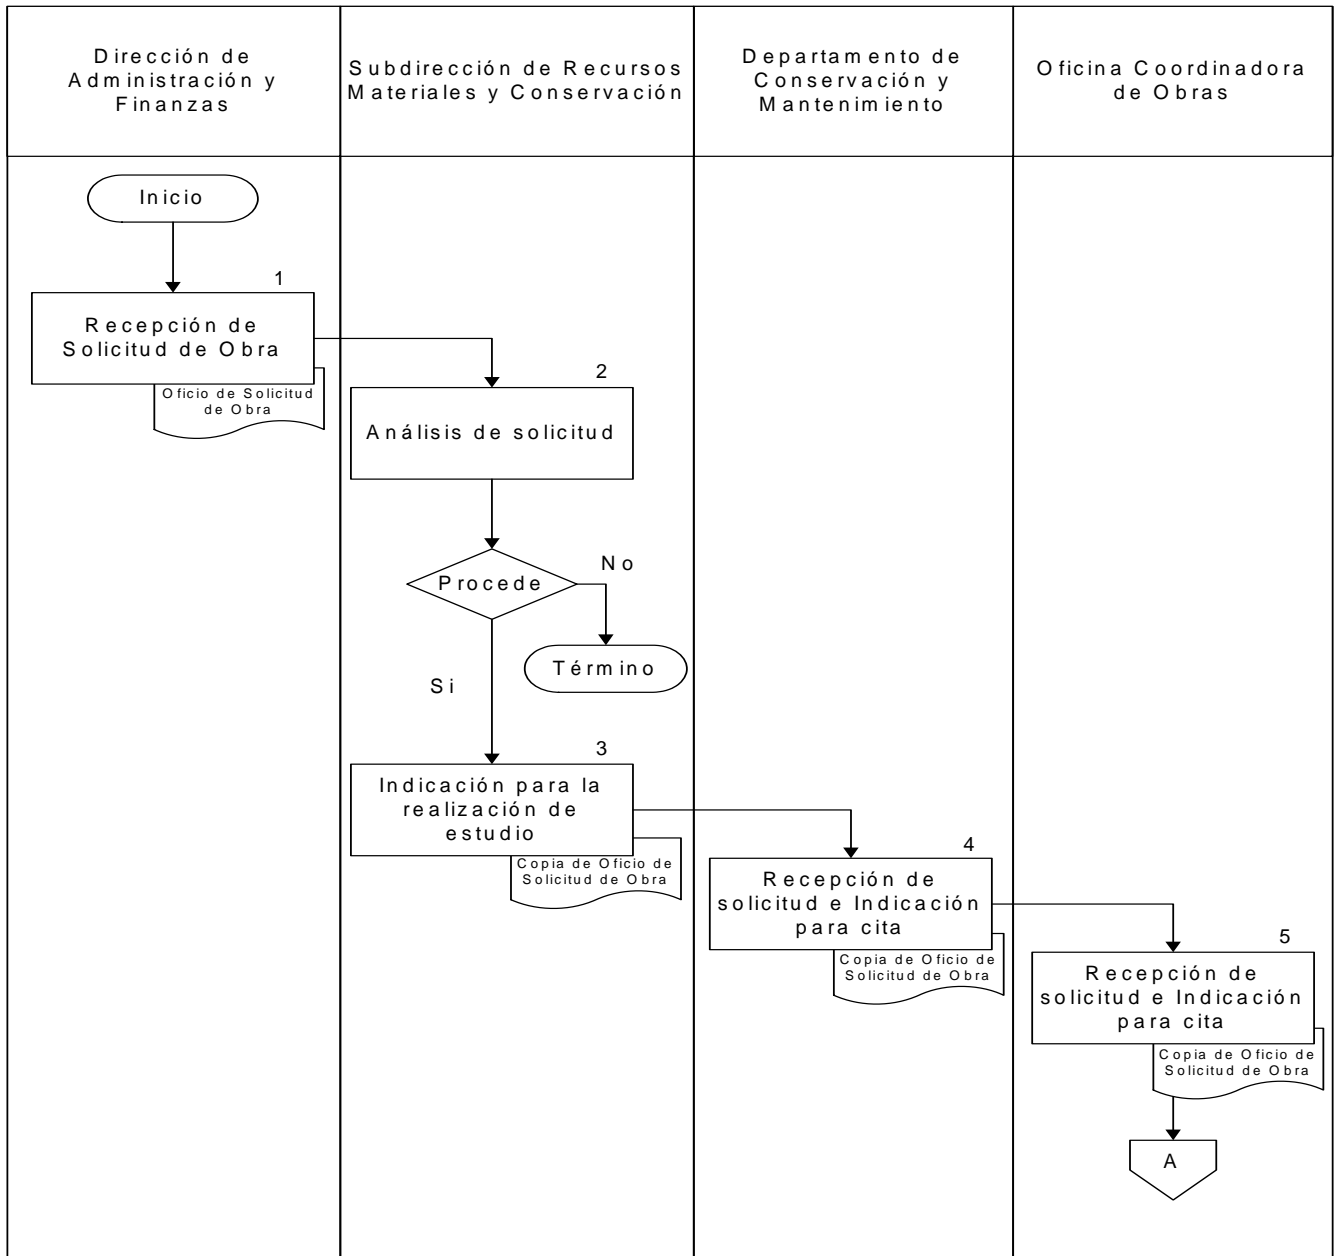 Dirección de
Administración y
Finanzas
Subdirección de Recursos
Materiales y Conservación
Departamento de
Conservación y
Mantenimiento
Oficina Coordinadora
de Obras
Inicio
1
Recepción de
Solicitud de Obra
Oficio de Solicitud
de Obra
2
Análisis de solicitud
Procede
No
Término
Si
3
Indicación para la
realización de
estudio
Copia de Oficio de
Solicitud de Obra
4
Recepción de
solicitud e Indicación
para cita
Copia de Oficio de
Solicitud de Obra
5
Recepción de
solicitud e Indicación
para cita
Copia de Oficio de
Solicitud de Obra
A